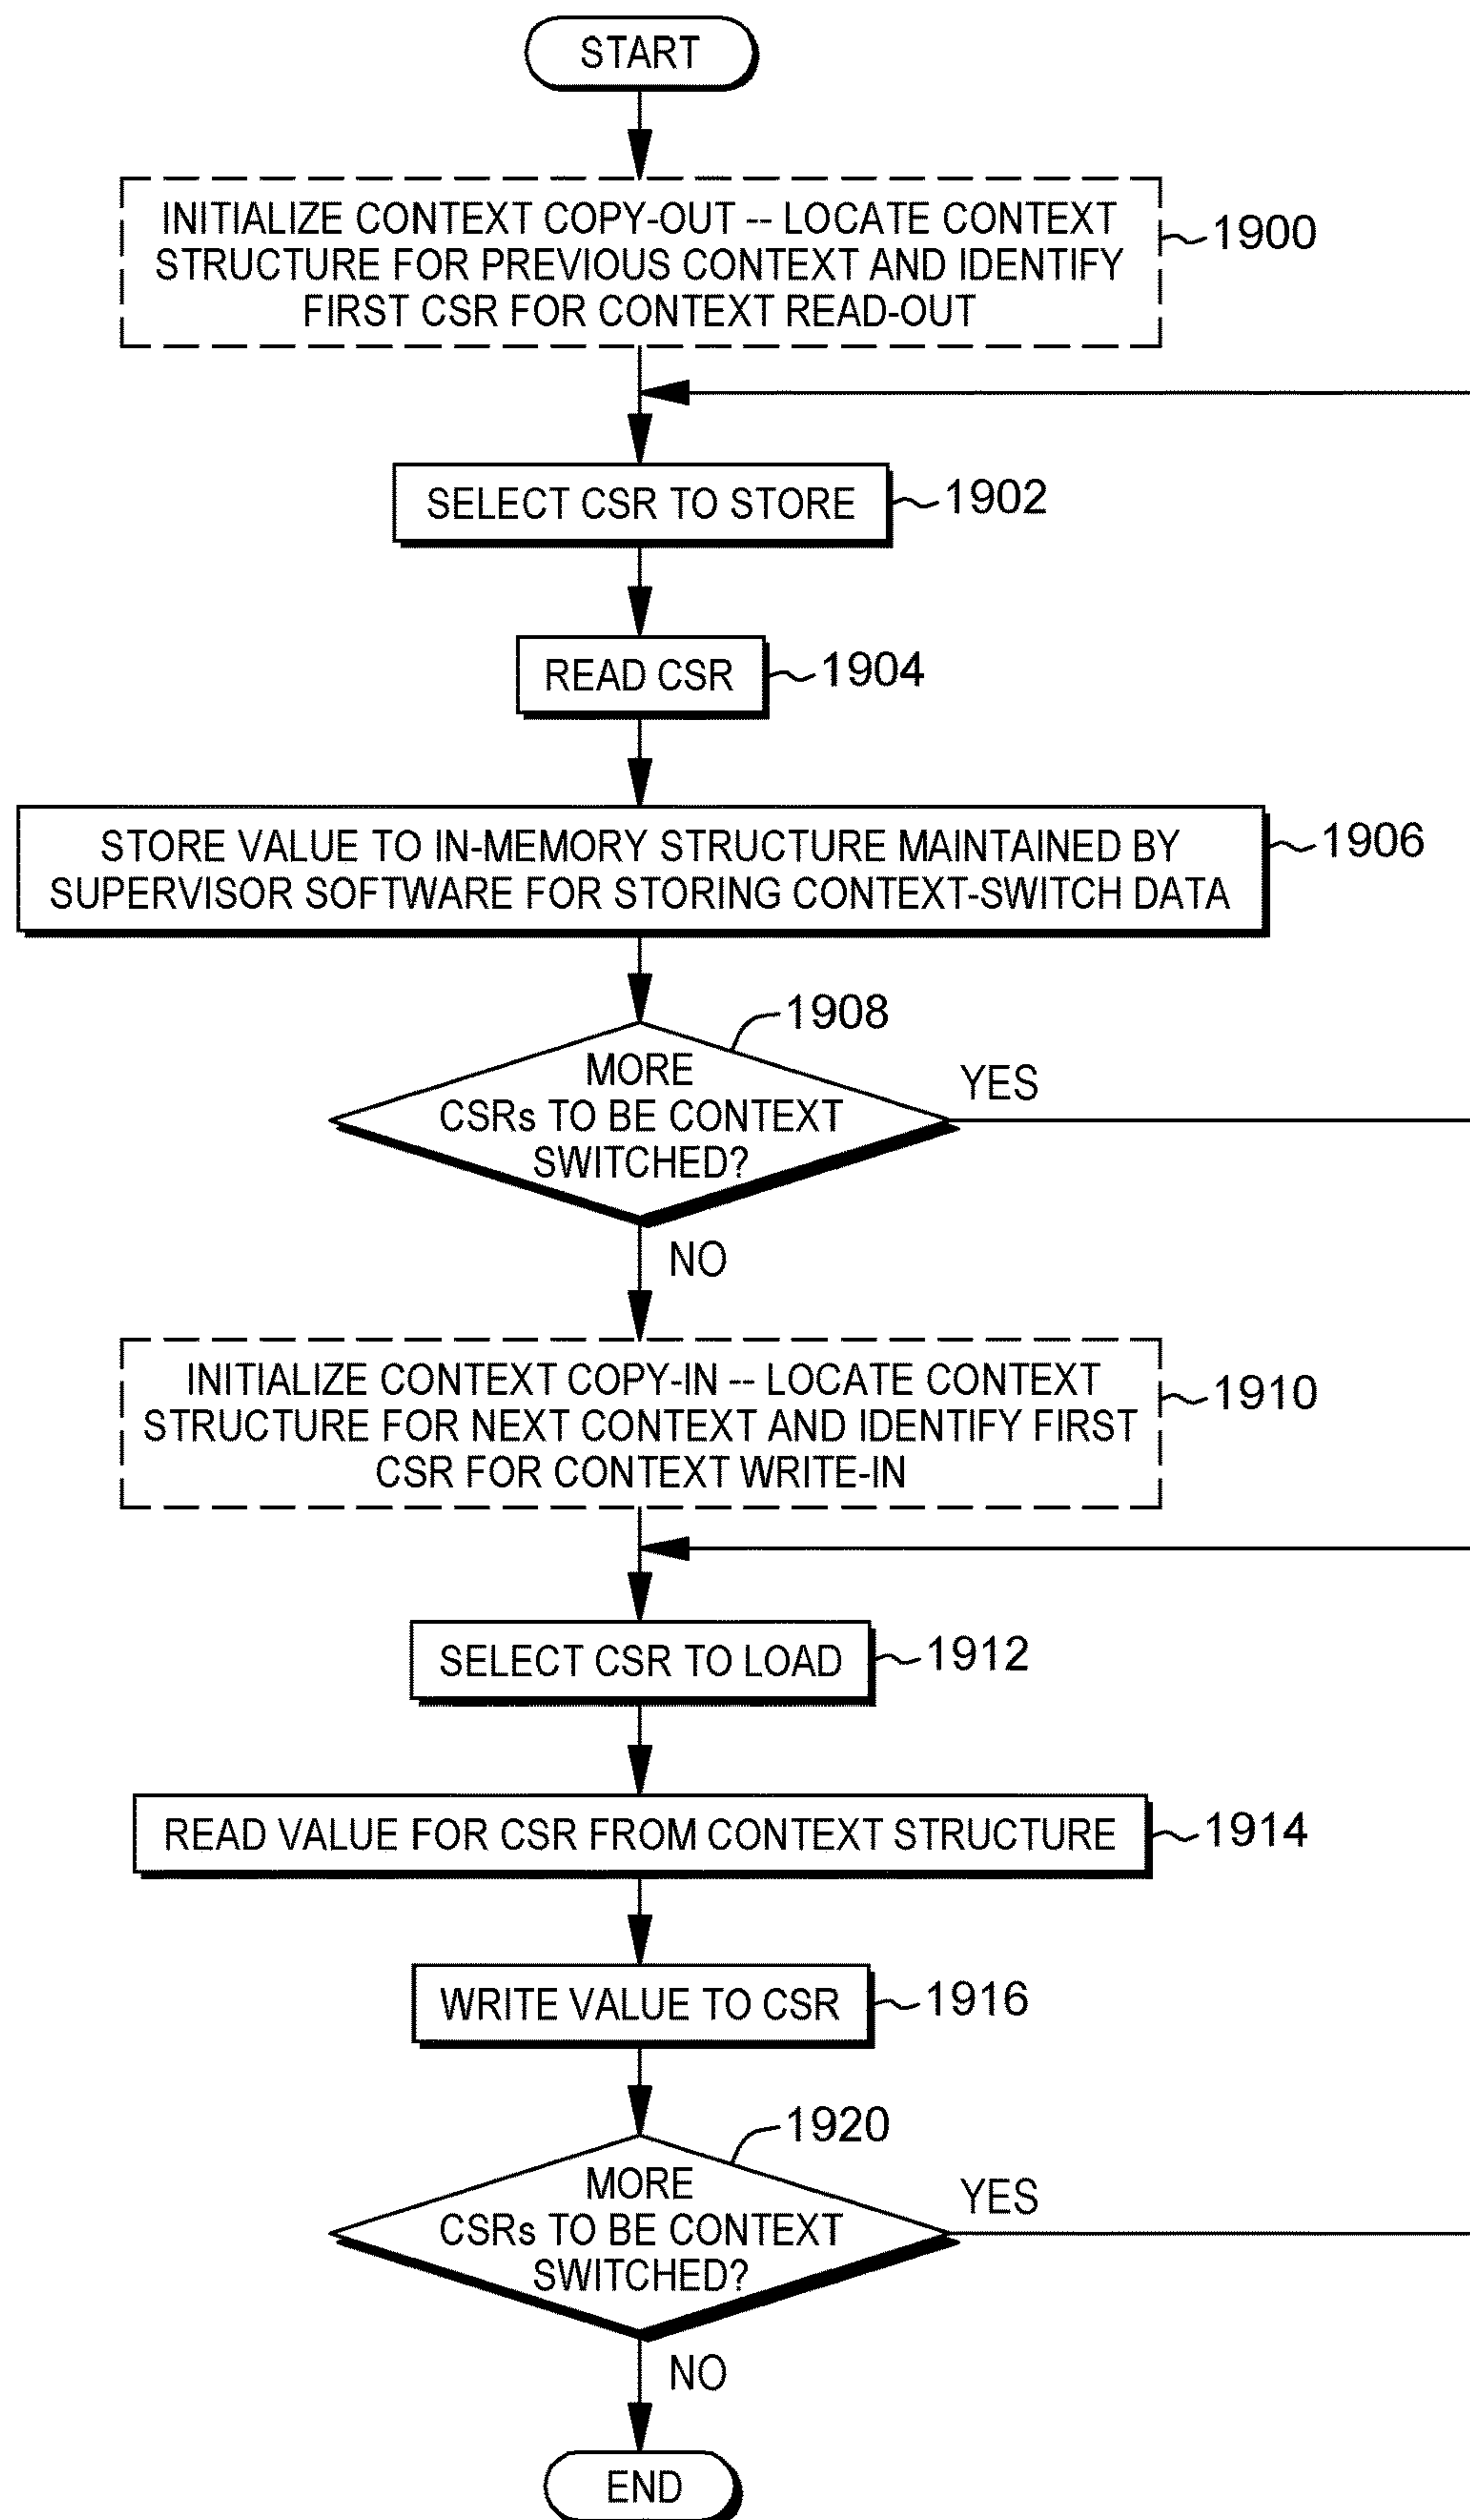 START
INITIALIZE CONTEXT COPY-OUT -- LOCATE CONTEXT
STRUCTURE FOR PREVIOUS CONTEXT AND IDENTIFY
FIRST CSR FOR CONTEXT READ-OUT
1900
SELECT CSR TO STORE
1902
READ CSR
1904
STORE VALUE TO IN-MEMORY STRUCTURE MAINTAINED BY
SUPERVISOR SOFTWARE FOR STORING CONTEXT-SWITCH DATA
1906
1908
MORE
CSRs TO BE CONTEXT
SWITCHED?
YES
NO
INITIALIZE CONTEXT COPY-IN -- LOCATE CONTEXT
STRUCTURE FOR NEXT CONTEXT AND IDENTIFY FIRST
CSR FOR CONTEXT WRITE-IN
1910
SELECT CSR TO LOAD
1912
READ VALUE FOR CSR FROM CONTEXT STRUCTURE
1914
WRITE VALUE TO CSR
1916
1920
MORE
CSRs TO BE CONTEXT
SWITCHED?
YES
NO
END